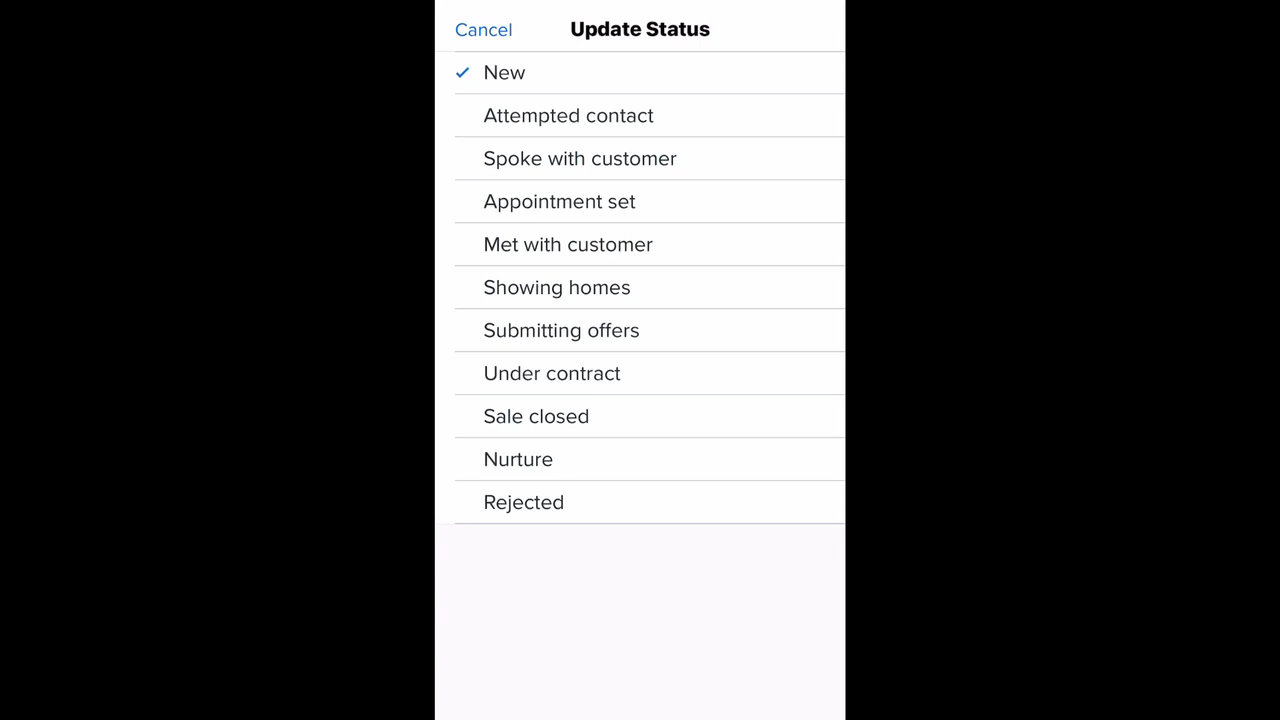 Cancel Update Status
New
Attempted contact
Spoke with customer
Appointment set
Met with customer
Showing homes
Submitting offers
Under contract
Sale closed
Nurture
Rejected